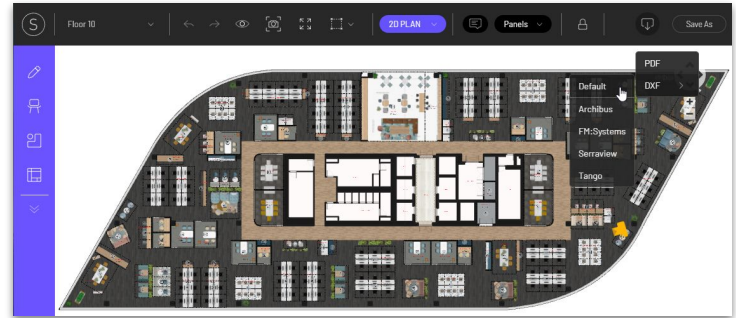 S
Floor 10
2D PLAN
Panels
Save As
PDF
DXF
Default
Archibus
FM:Systems
Serraview
Tango